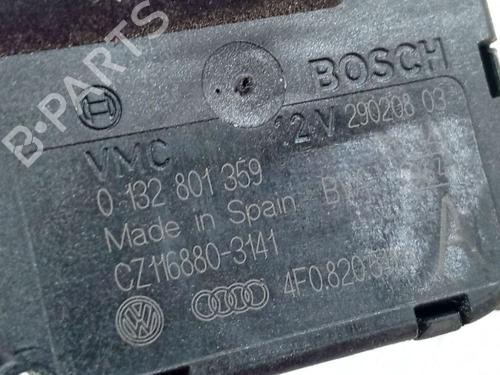 BOSCH
VMC 12V 290208 03
0 132 801 359
Made in Spain
CZ116880-3141
B-PARTS